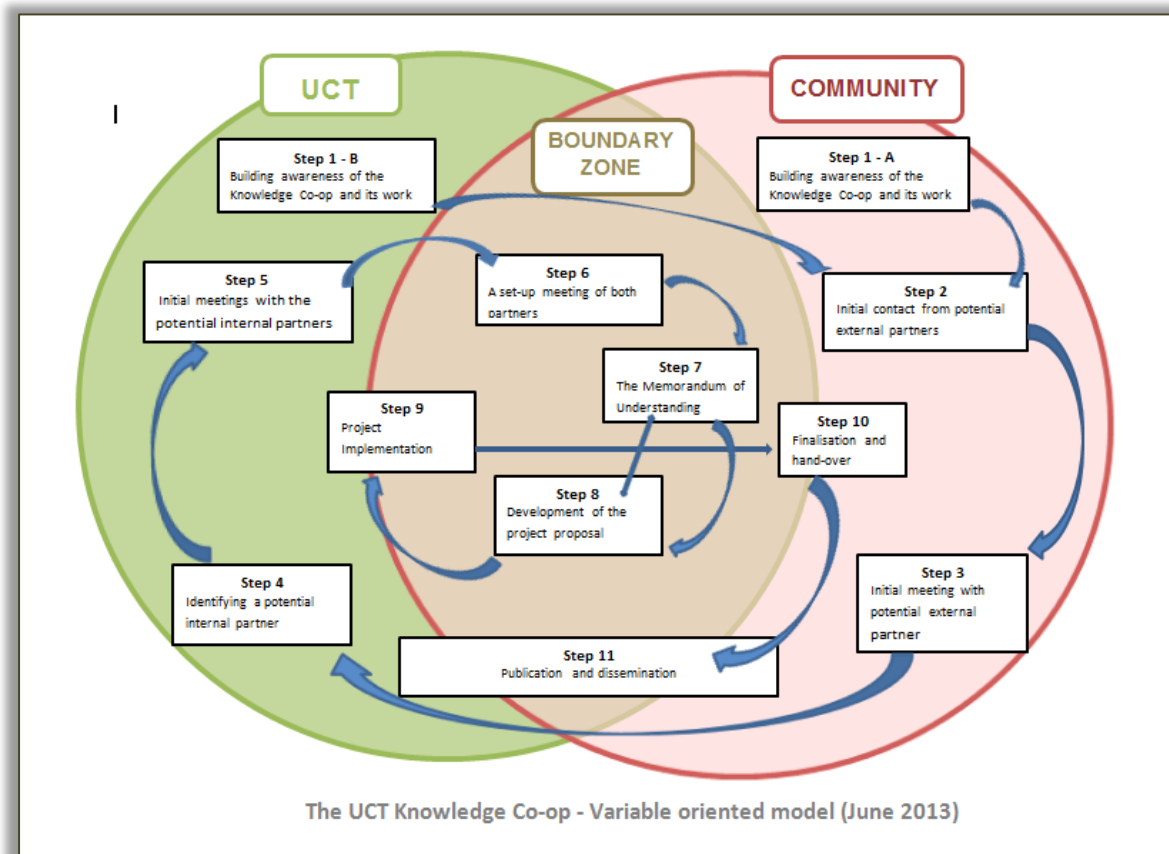 UCT
COMMUNITY
BOUNDARY
ZONE
Step 1 - B
Building awareness of the
Knowledge Co-op and its work
Step 1 - A
Building awareness of the
Knowledge Co-op and its work
Step 5
Initial meetings with the
potential internal partners
Step 6
A set-up meeting of both
partners
Step 2
Initial contact from potential
external partners
Step 7
The Memorandum of
Understanding
Step 9
Project
Implementation
Step 10
Finalisation and
hand-over
Step 8
Development of the
project proposal
Step 4
Identifying a potential
internal partner
Step 3
Initial meeting with
potential external
partner
Step 11
Publication and dissemination
The UCT Knowledge Co-op - Variable oriented model (June 2013)